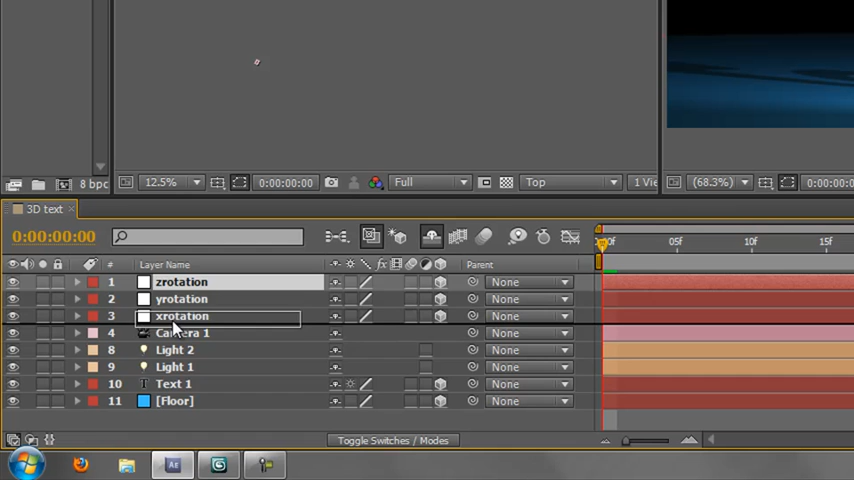 8 bpc
12.5% 0:00:00:00 Full Top 1 Vie (68.3%) 0:00:00
3D text ×
0:00:00:00 05f 15f
# Layer Name fx Parent
1 zrotation None
2 yrotation None
3 xrotation None
4 Camera 1 None
8 Light 2 None
9 Light 1 None
10 T Text 1 None
11 [Floor] None
Toggle Switches / Modes
Ae